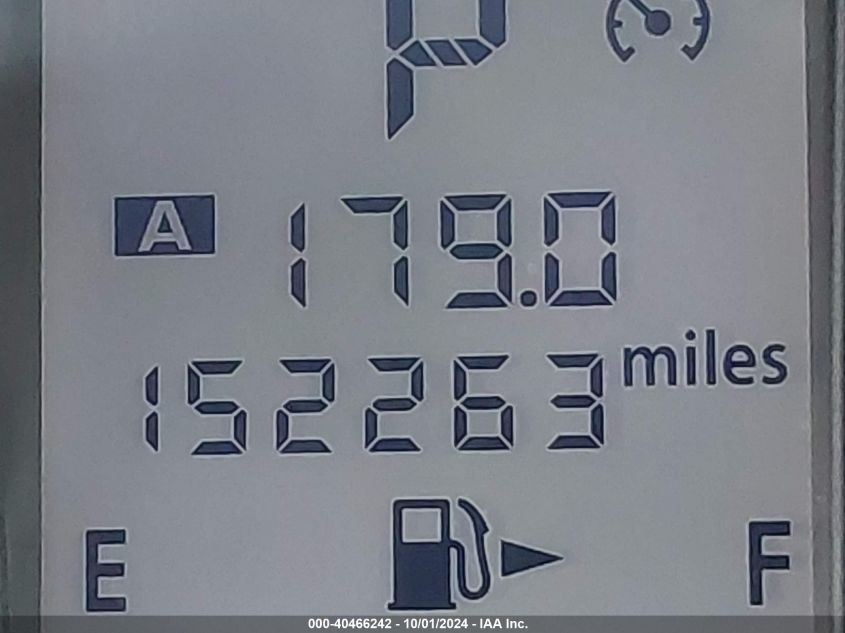 P
A 179.0
152263 miles
E F
000-40466242 - 10/01/2024 - IAA Inc.